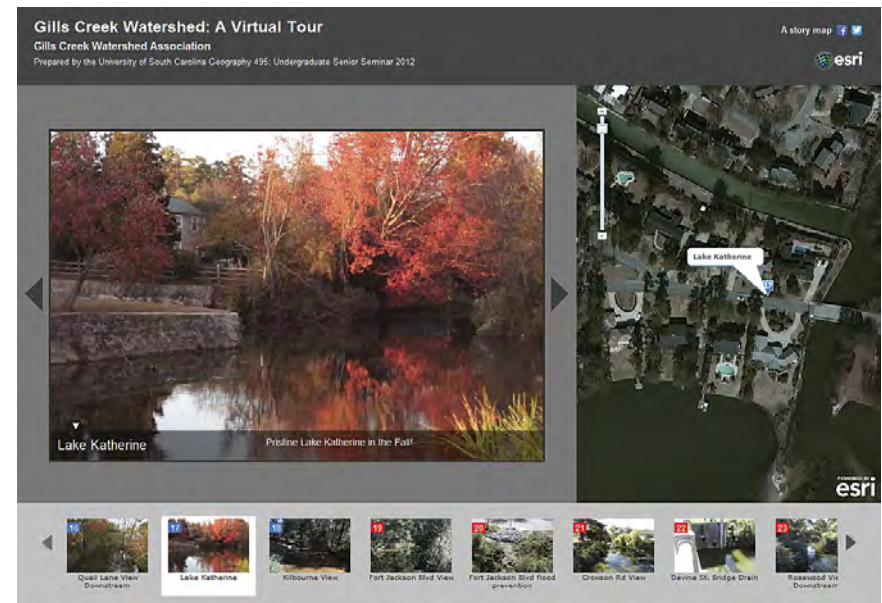 Gills Creek Watershed: A Virtual Tour
Gills Creek Watershed Association
Prepared by the University of South Carolina Geography 495: Undergraduate Senior Seminar 2012
A story map
esri
Lake Katherine
Lake Katherine
Pristine Lake Katherine in the Fall!
POWERED BY
esri
16
17
18
19
20
21
22
23
Quail Lane View
Downstream
Lake Katherine
Kilbourne View
Fort Jackson Blvd View
Fort Jackson Blvd flood
prevention
Crowson Rd View
Devine St. Bridge Drain
Rosewood View
Downstream